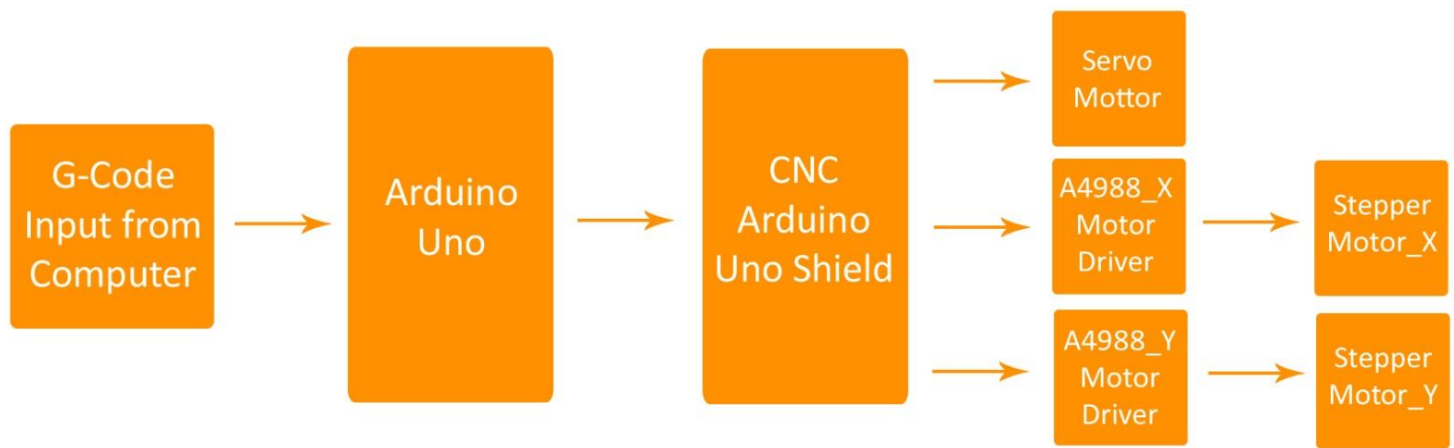 G-Code
Input from
Computer
Arduino
Uno
CNC
Arduino
Uno Shield
Servo
Mottor
A4988_X
Motor
Driver
Stepper
Motor_X
A4988_Y
Motor
Driver
Stepper
Motor_Y